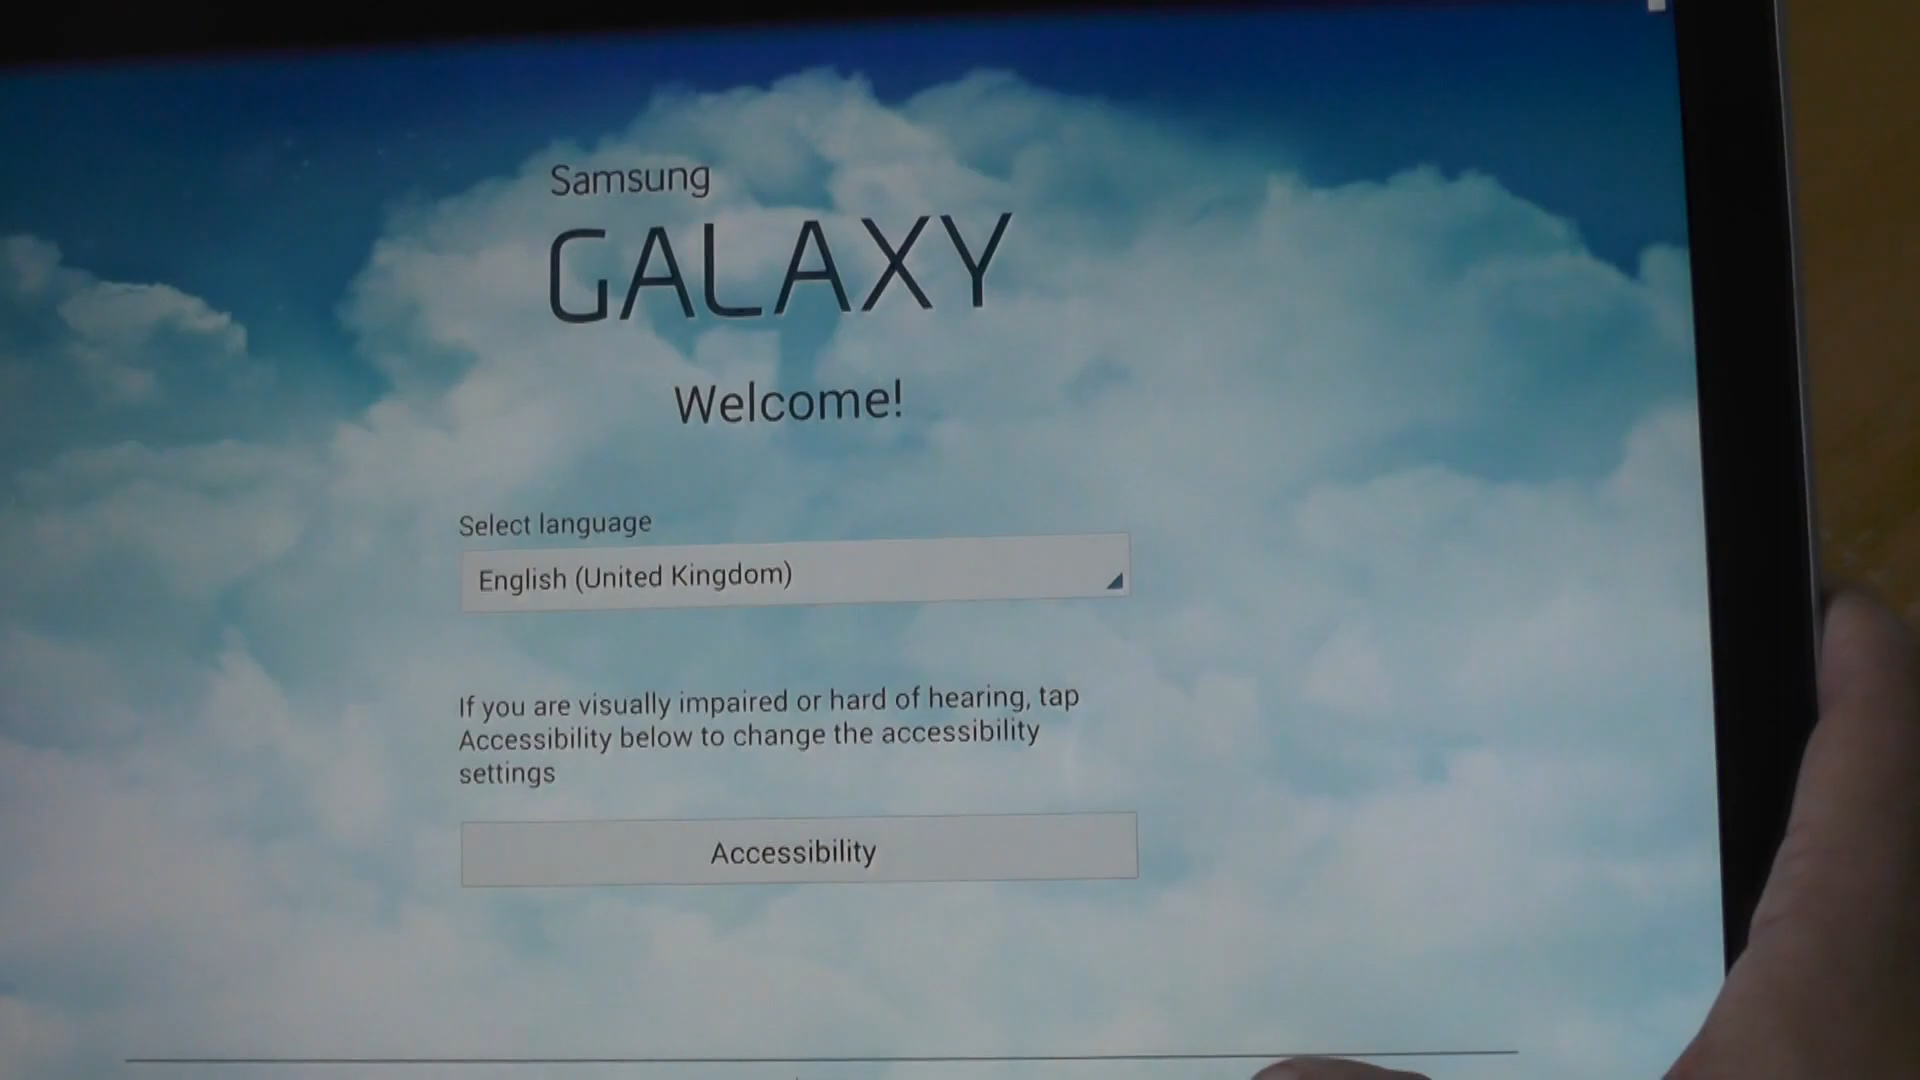 Samsung
GALAXY
Welcome!
Select language
English (United Kingdom)
If you are visually impaired or hard of hearing, tap
Accessibility below to change the accessibility
settings
Accessibility